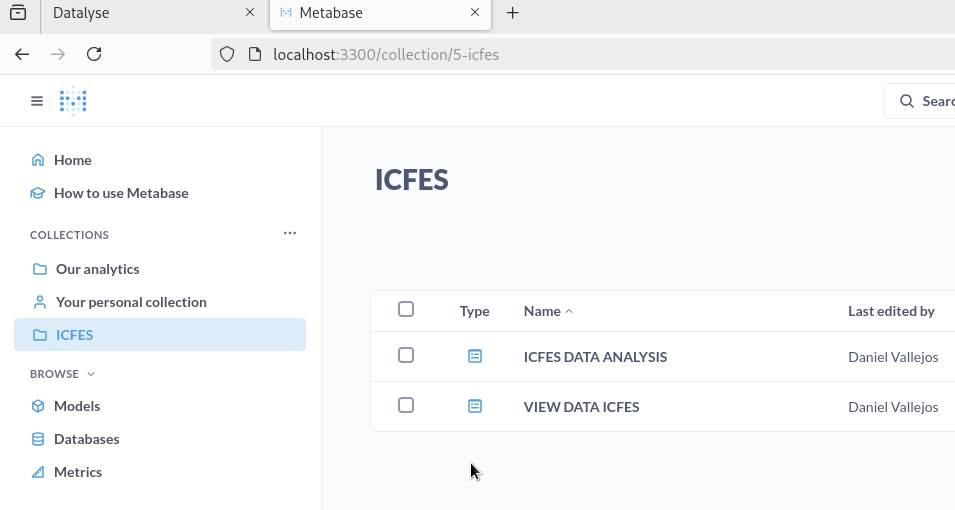 Datalyse
Metabase
localhost:3300/collection/5-icfes
Home
How to use Metabase
COLLECTIONS
Our analytics
Your personal collection
ICFES
BROWSE
Models
Databases
Metrics
ICFES
Type Name Last edited by
ICFES DATA ANALYSIS Daniel Vallejos
VIEW DATA ICFES Daniel Vallejos